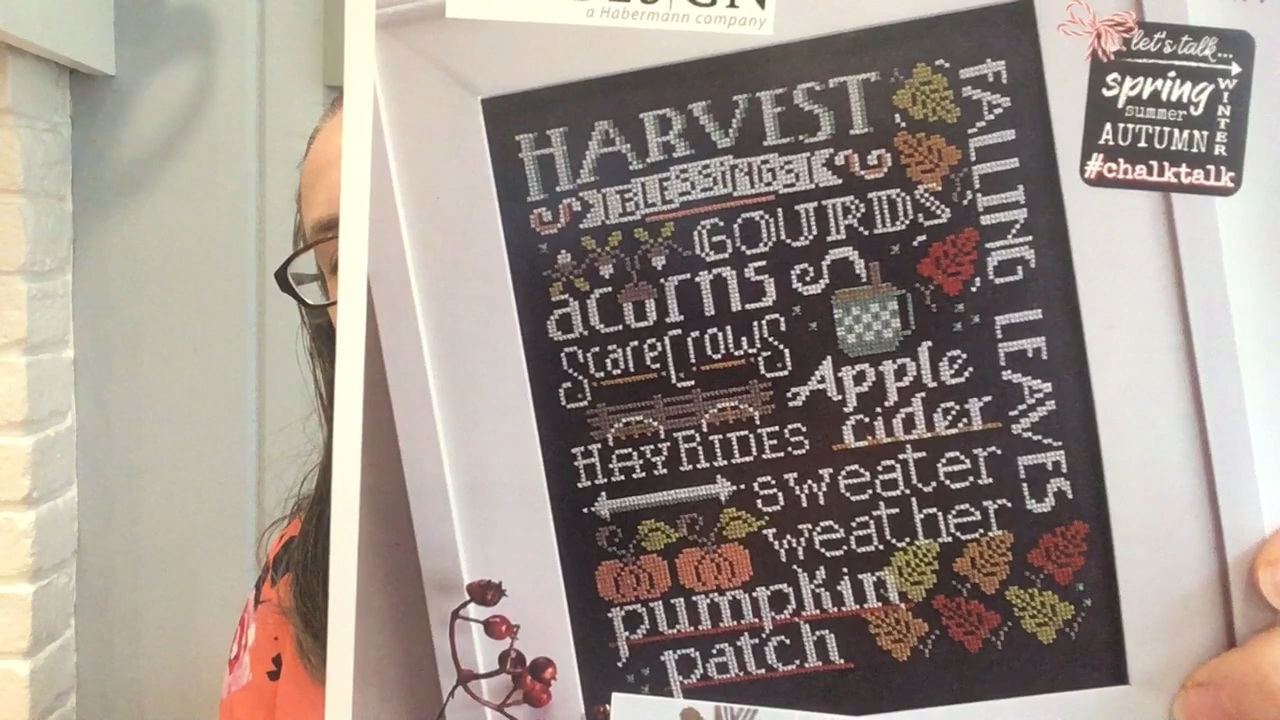 a Habermann company
let's talk...
spring
summer
AUTUMN
WINTER
#chalktalk
HARVEST
BLESSINGS
GOURDS
acorns
ScareCrows
Apple
cider
HAYRIDES
sweater
weather
pumpkin
patch
FALLING LEAVES